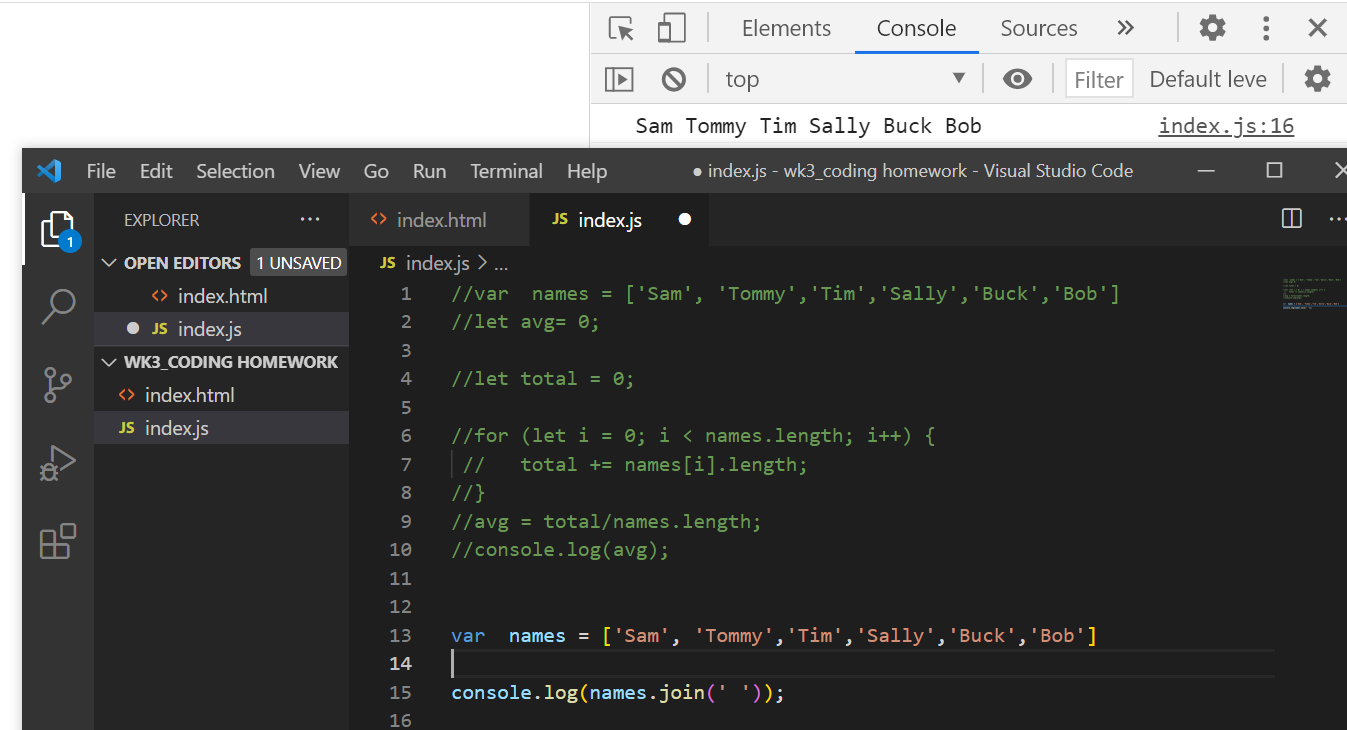 Elements Console Sources
top Filter Default leve
Sam Tommy Tim Sally Buck Bob index.js:16
File Edit Selection View Go Run Terminal Help ● index.js - wk3_coding homework - Visual Studio Code
EXPLORER ... <> index.html JS index.js
1
OPEN EDITORS 1 UNSAVED
<> index.html
JS index.js
WK3_CODING HOMEWORK
<> index.html
JS index.js
JS index.js > ...
1 //var  names = ['Sam', 'Tommy','Tim','Sally','Buck','Bob']
2 //let avg= 0;
3
4 //let total = 0;
5
6 //for (let i = 0; i < names.length; i++) {
7 //   total += names[i].length;
8 //}
9 //avg = total/names.length;
10 //console.log(avg);
11
12
13 var  names = ['Sam', 'Tommy','Tim','Sally','Buck','Bob']
14
15 console.log(names.join(' '));
16